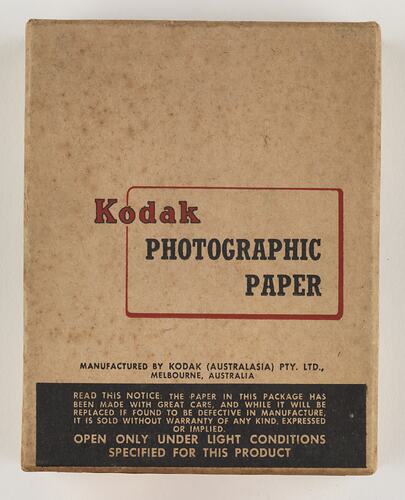 Kodak
PHOTOGRAPHIC
PAPER
MANUFACTURED BY KODAK (AUSTRALASIA) PTY. LTD.,
MELBOURNE, AUSTRALIA
READ THIS NOTICE: THE PAPER IN THIS PACKAGE HAS
BEEN MADE WITH GREAT CARE, AND WHILE IT WILL BE
REPLACED IF FOUND TO BE DEFECTIVE IN MANUFACTURE,
IT IS SOLD WITHOUT WARRANTY OF ANY KIND, EXPRESSED
OR IMPLIED.
OPEN ONLY UNDER LIGHT CONDITIONS
SPECIFIED FOR THIS PRODUCT